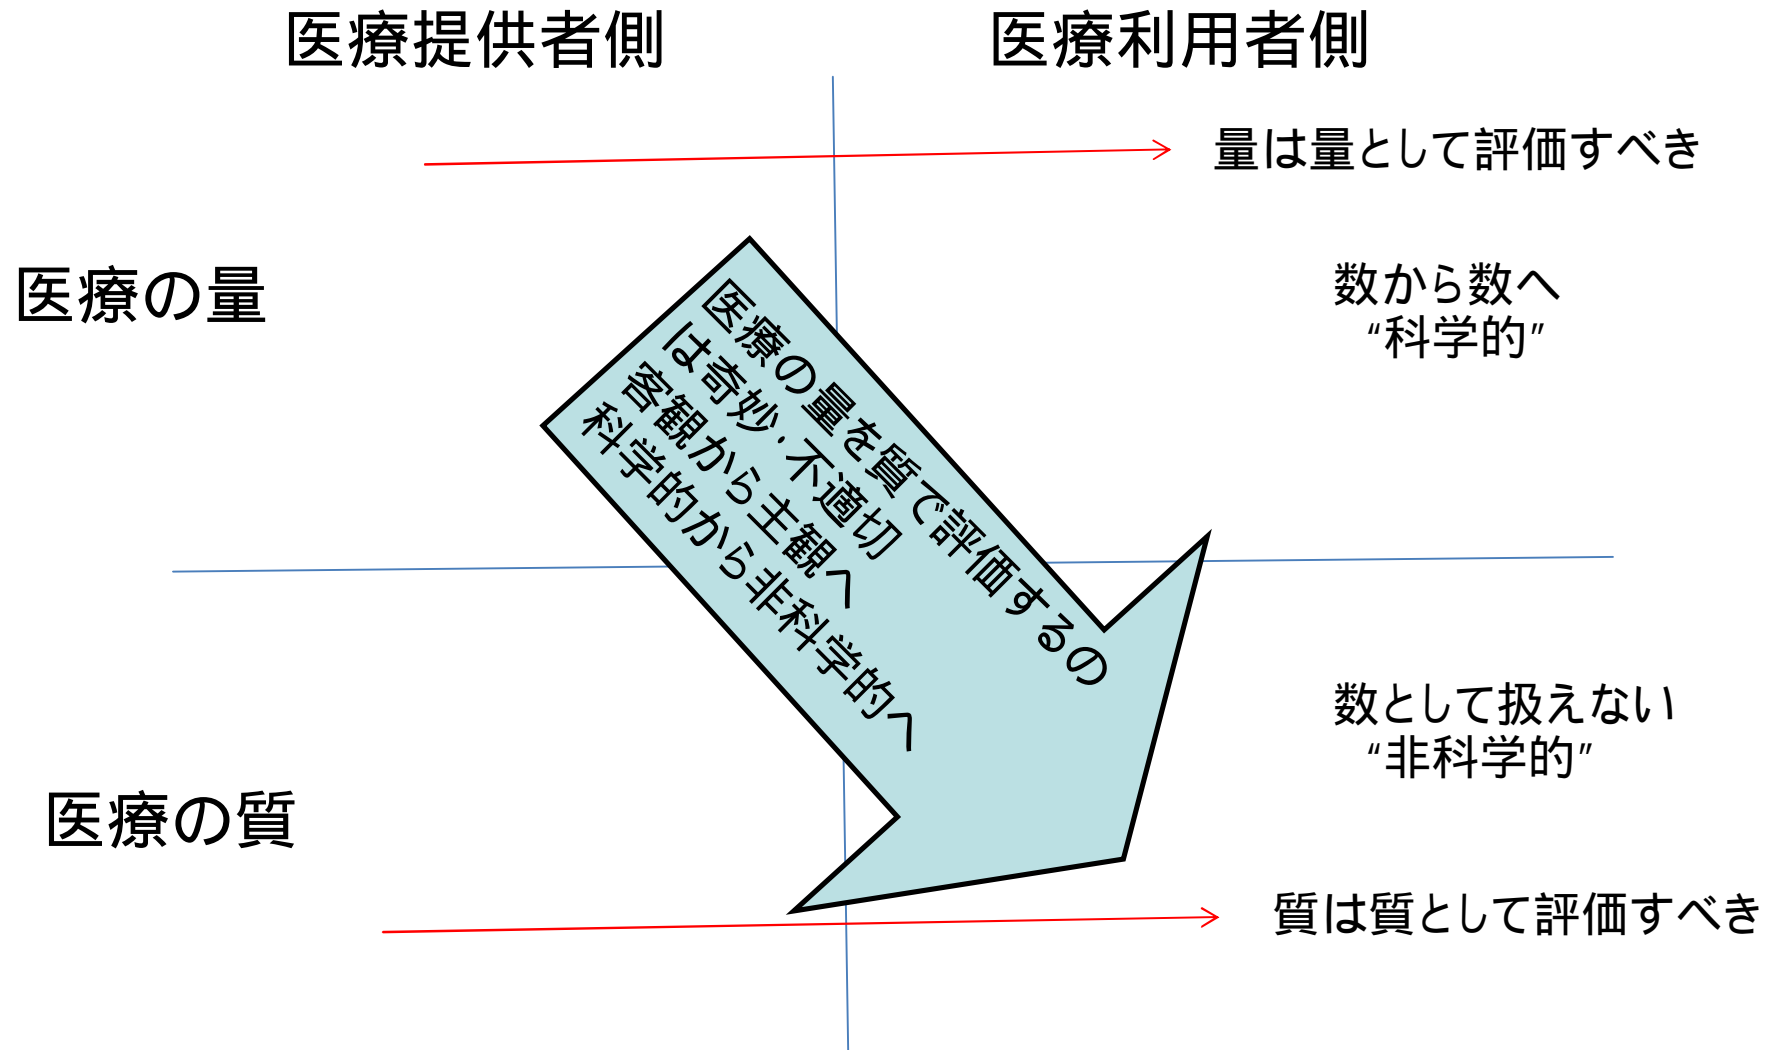 医療提供者側
医療利用者側
量は量として評価すべき
医療の量
数から数へ
“科学的”
医療の量を質で評価するの
は奇妙・不適切
客観から主観へ
科学的から非科学的へ
数として扱えない
“非科学的”
医療の質
質は質として評価すべき